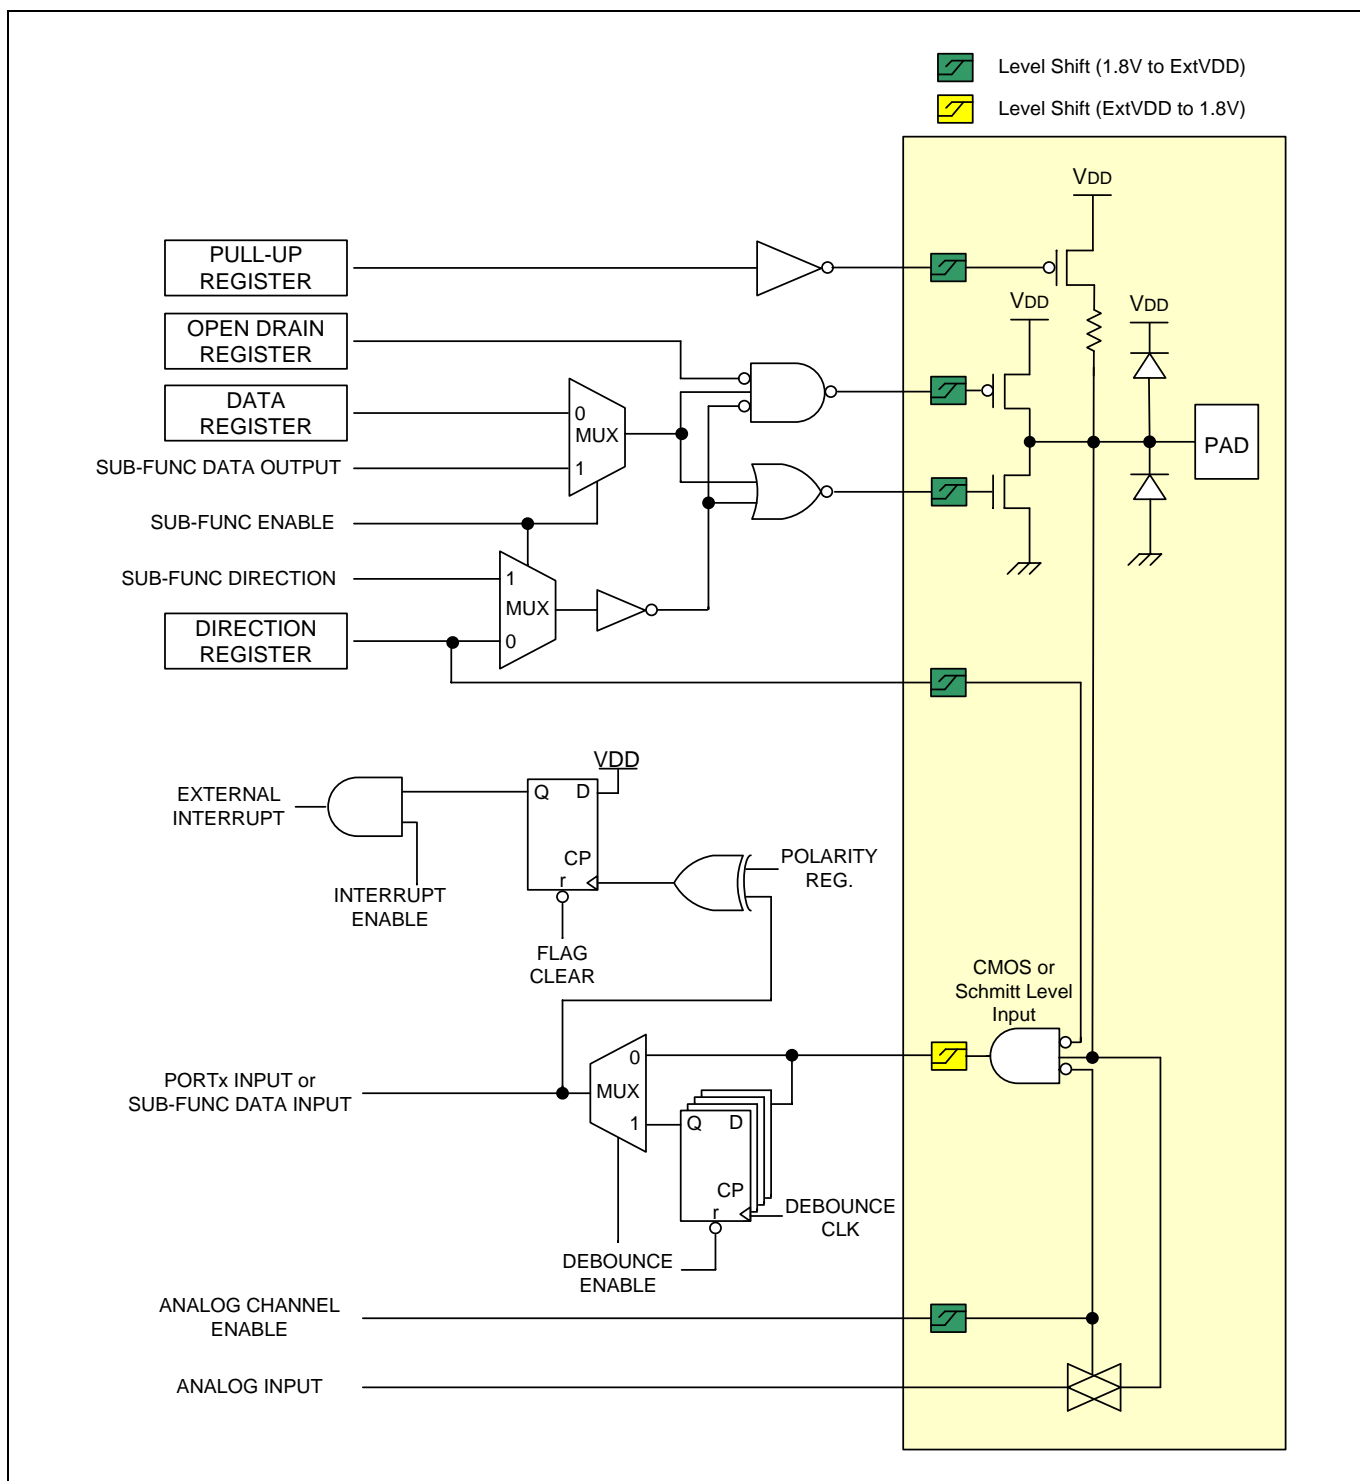 Level Shift (1.8V to ExtVDD)
Level Shift (ExtVDD to 1.8V)
VDD
PULL-UP
REGISTER
VDD
VDD
OPEN DRAIN
REGISTER
DATA
REGISTER
0
MUX
1
PAD
SUB-FUNC DATA OUTPUT
SUB-FUNC ENABLE
SUB-FUNC DIRECTION
1
MUX
0
DIRECTION
REGISTER
VDD
EXTERNAL
INTERRUPT
Q
D
CP
r
POLARITY
REG.
INTERRUPT
ENABLE
FLAG
CLEAR
CMOS or
Schmitt Level
Input
PORTx INPUT or
SUB-FUNC DATA INPUT
0
MUX
1
Q
D
CP
r
DEBOUNCE
CLK
DEBOUNCE
ENABLE
ANALOG CHANNEL
ENABLE
ANALOG INPUT